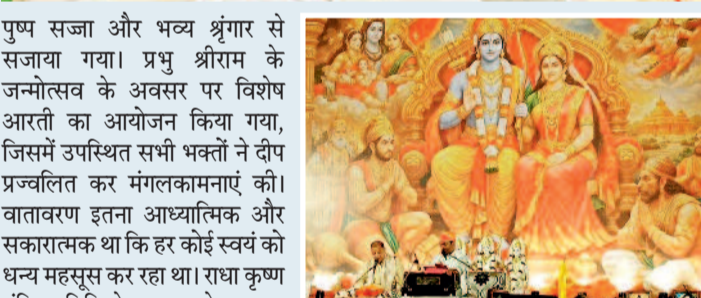 पुष्प सज्जा और भव्य श्रृंगार से
सजाया गया। प्रभु श्रीराम के
जन्मोत्सव के अवसर पर विशेष
आरती का आयोजन किया गया,
जिसमें उपस्थित सभी भक्तों ने दीप
प्रज्वलित कर मंगलकामनाएं की।
वातावरण इतना आध्यात्मिक और
सकारात्मक था कि हर कोई स्वयं को
धन्य महसूस कर रहा था। राधा कृष्ण